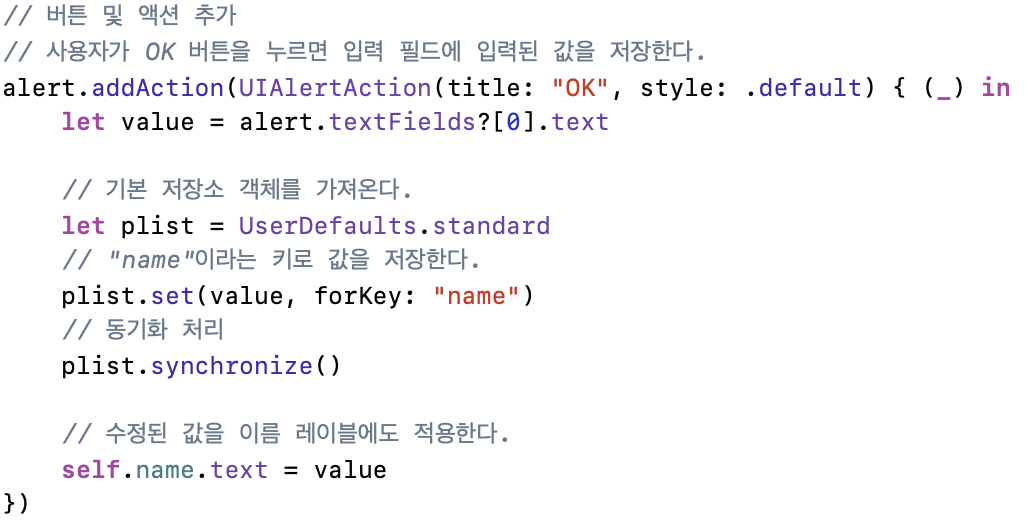 // 버튼 및 액션 추가
// 사용자가 OK 버튼을 누르면 입력 필드에 입력된 값을 저장한다.
alert.addAction(UIAlertAction(title: "OK", style: .default) { (_) in
    let value = alert.textFields?[0].text

    // 기본 저장소 객체를 가져온다.
    let plist = UserDefaults.standard
    // "name"이라는 키로 값을 저장한다.
    plist.set(value, forKey: "name")
    // 동기화 처리
    plist.synchronize()

    // 수정된 값을 이름 레이블에도 적용한다.
    self.name.text = value
})